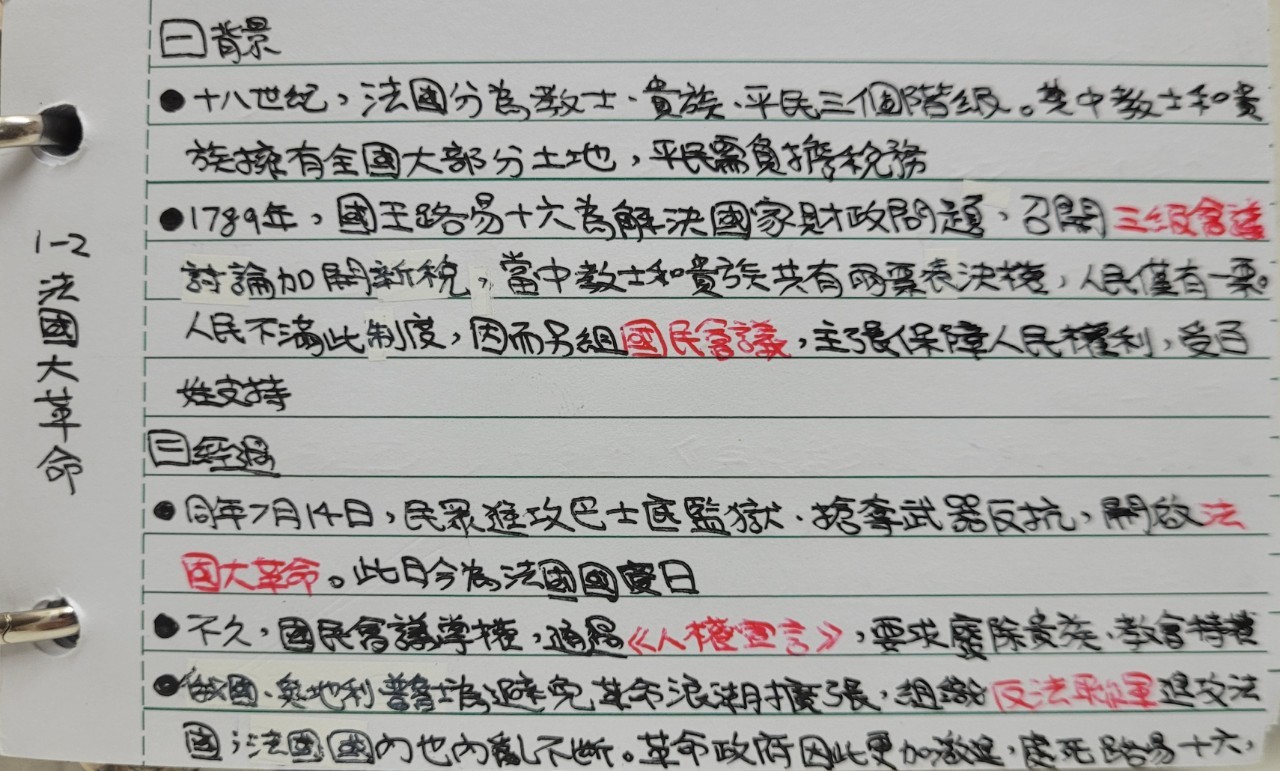 1-2 法國大革命
一 背景
●十八世紀，法國分為教士、貴族、平民三個階級。其中教士和貴
族擁有全國大部分土地，平民需負擔稅務
●1789年，國王路易十六為解決國家財政問題，召開三級會議
討論加開新稅，當中教士和貴族共有兩票表決權，人民僅有一票。
人民不滿此制度，因而另組國民會議，主張保障人民權利，受百
姓支持
二 經過
●同年7月14日，民眾進攻巴士底監獄、搶奪武器反抗，開啟法
國大革命。此日今為法國國慶日
●不久，國民會議掌權，通過《人權宣言》，要求廢除貴族、教會特權
●俄國、奧地利普魯士為避免革命浪潮擴張，組織反法聯軍進攻法
國；法國國內也內亂不斷。革命政府因此更加激進，處死路易十六，